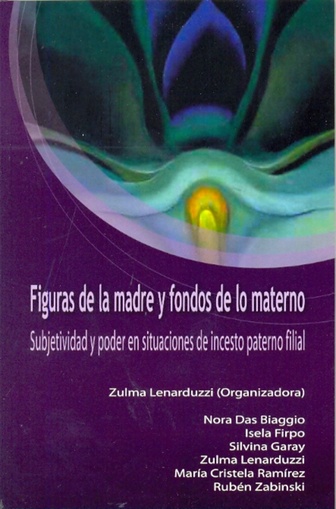 Figuras de la madre y fondos de lo materno
Subjetividad y poder en situaciones de incesto paterno filial
Zulma Lenarduzzi (Organizadora)
Nora Das Biaggio
Isela Firpo
Silvina Garay
Zulma Lenarduzzi
María Cristela Ramírez
Rubén Zabinski